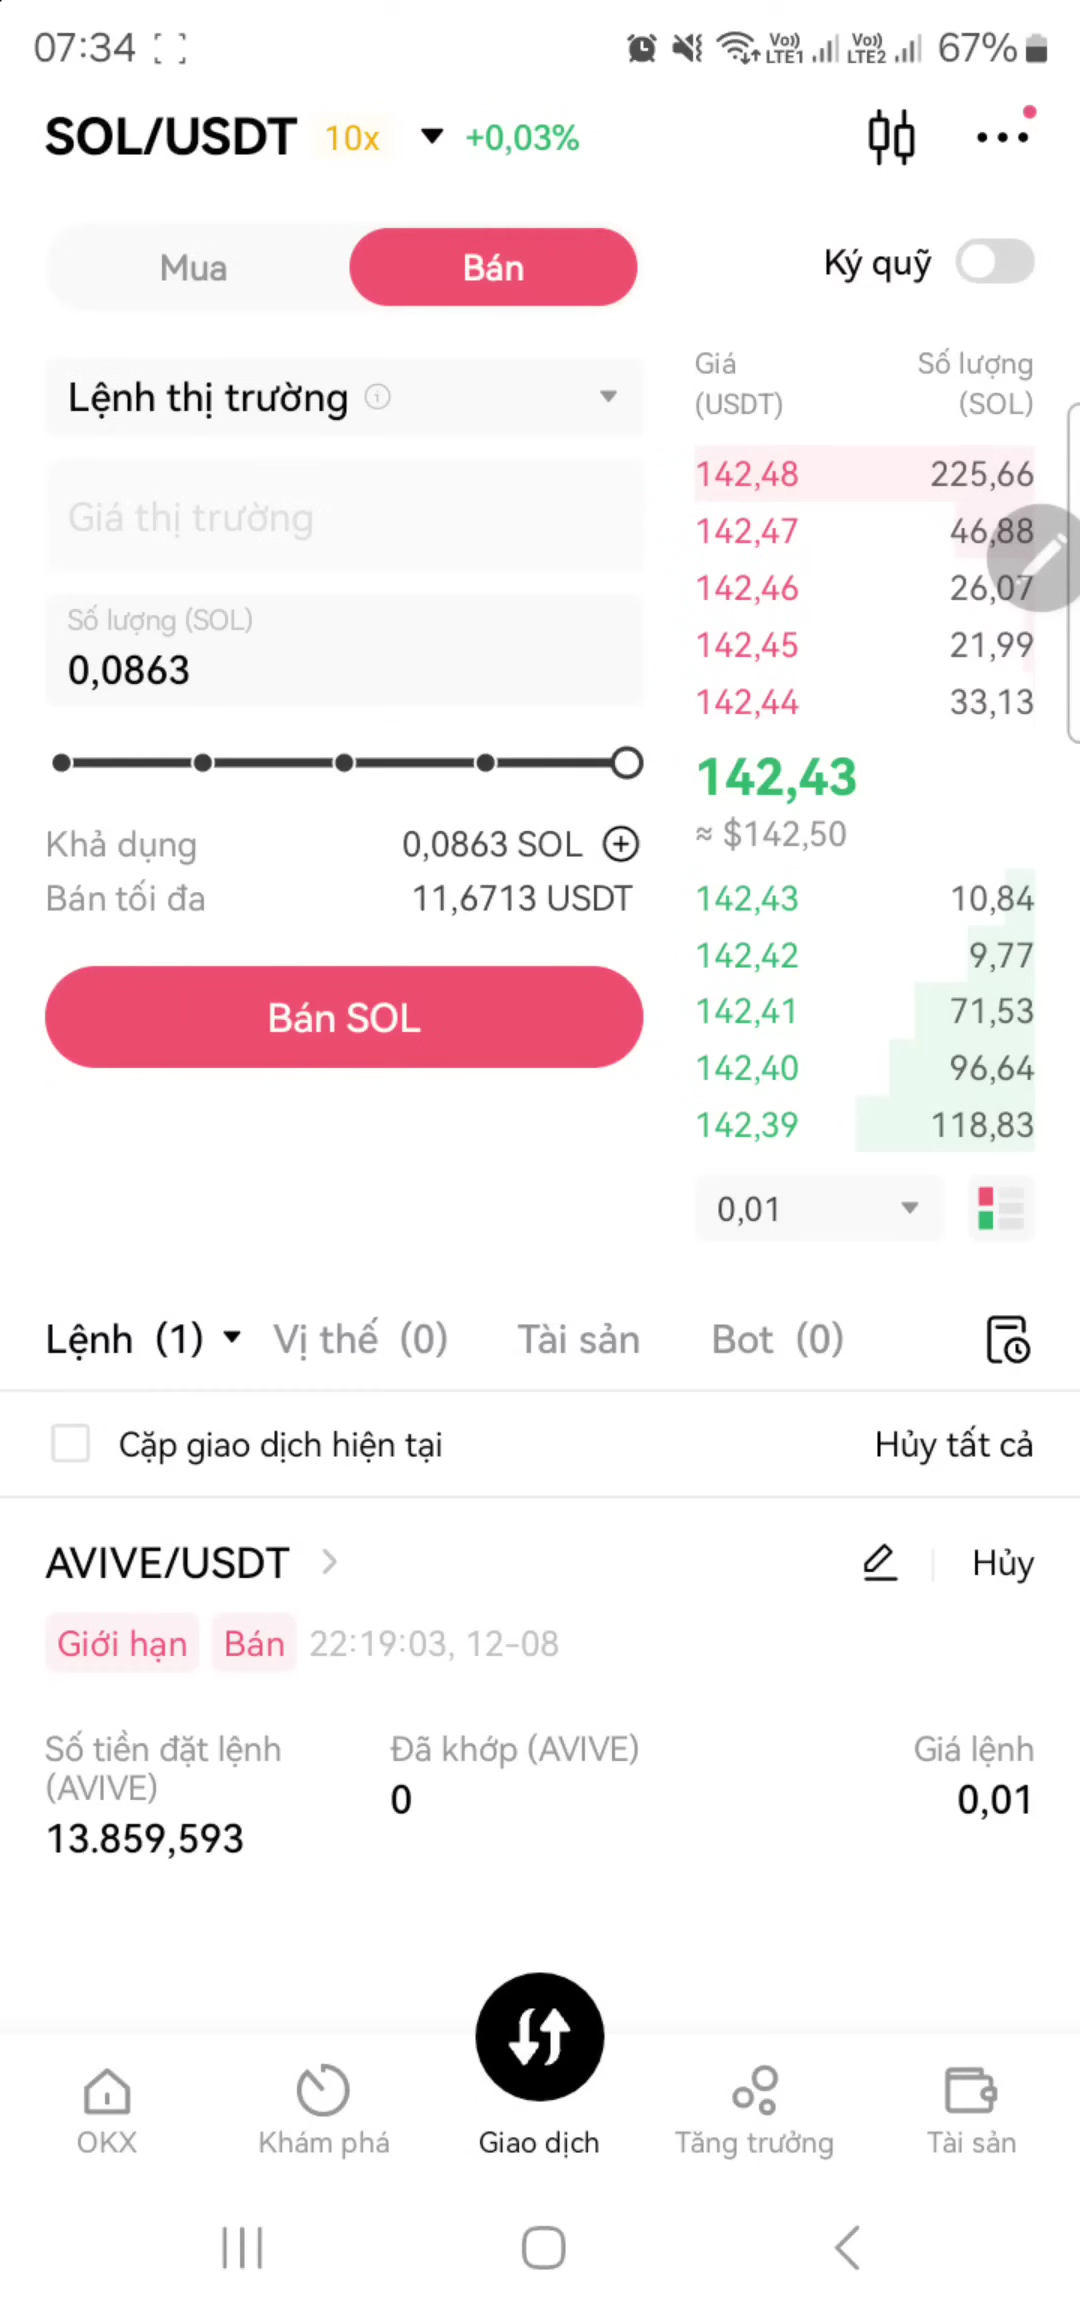 07:34
Vo)) LTE1 Vo)) LTE2 67%
SOL/USDT 10x +0,03%
Mua Bán Ký quỹ
Lệnh thị trường
Giá thị trường
Số lượng (SOL)
0,0863
Khả dụng 0,0863 SOL
Bán tối đa 11,6713 USDT
Bán SOL
Giá Số lượng
(USDT) (SOL)
142,48 225,66
142,47 46,88
142,46 26,07
142,45 21,99
142,44 33,13
142,43
≈ $142,50
142,43 10,84
142,42 9,77
142,41 71,53
142,40 96,64
142,39 118,83
0,01
Lệnh (1) Vị thế (0) Tài sản Bot (0)
Cặp giao dịch hiện tại Hủy tất cả
AVIVE/USDT Hủy
Giới hạn Bán 22:19:03, 12-08
Số tiền đặt lệnh Đã khớp (AVIVE) Giá lệnh
(AVIVE) 0 0,01
13.859,593
OKX Khám phá Giao dịch Tăng trưởng Tài sản